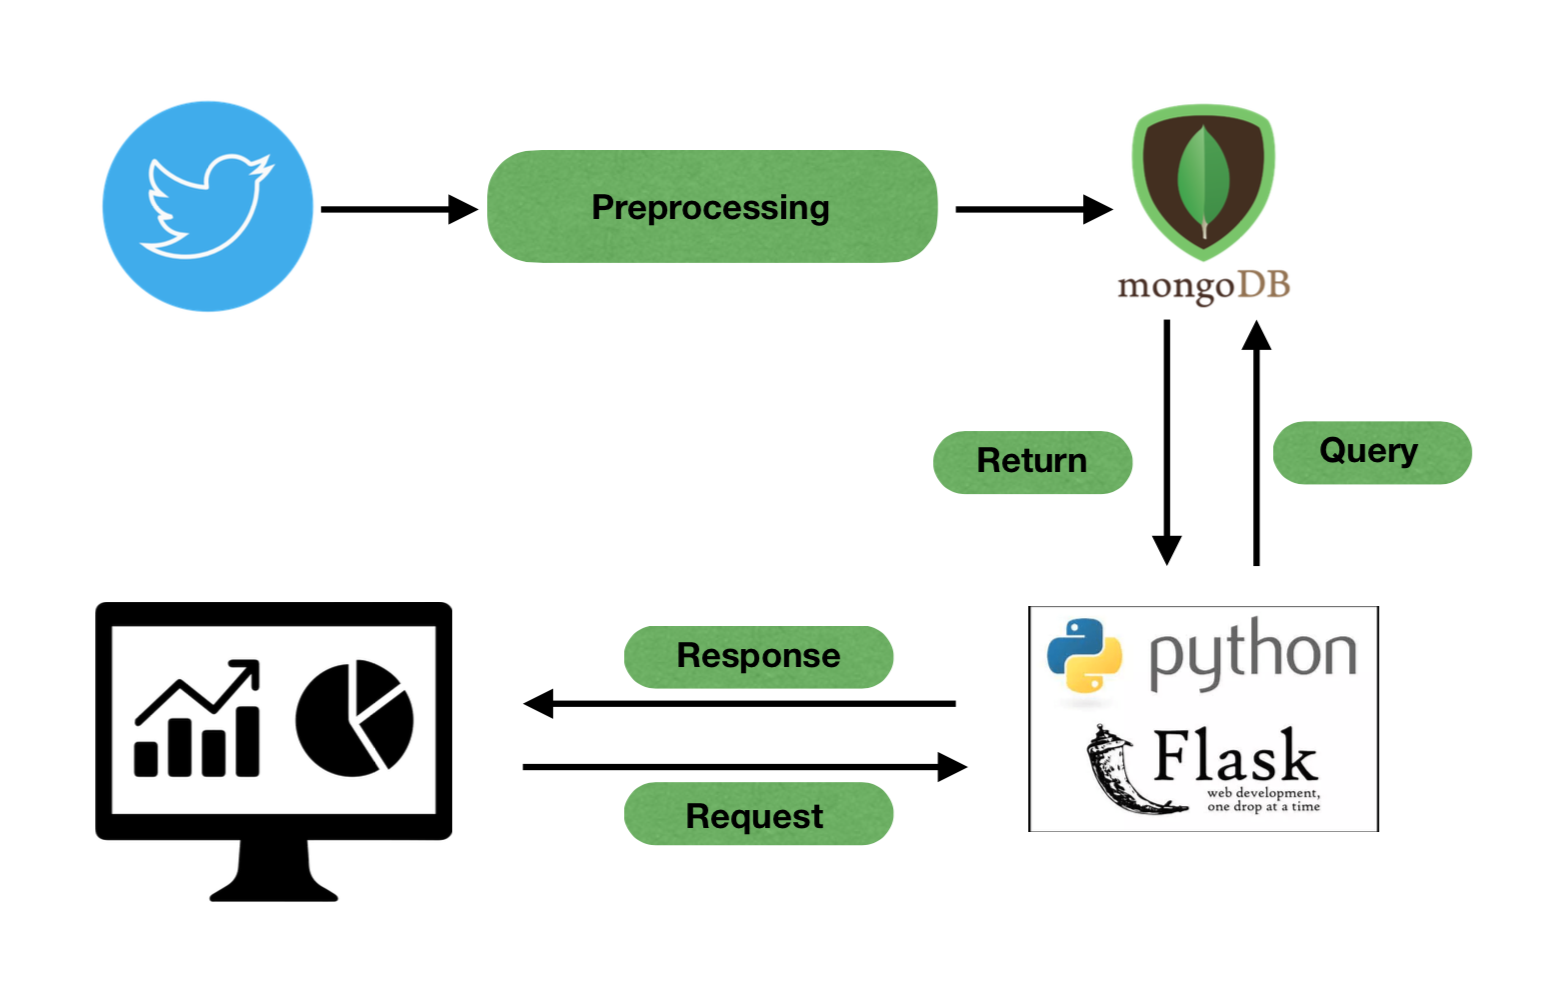 Preprocessing
mongoDB
Return
Query
Response
Request
python
Flask
web development,
one drop at a time